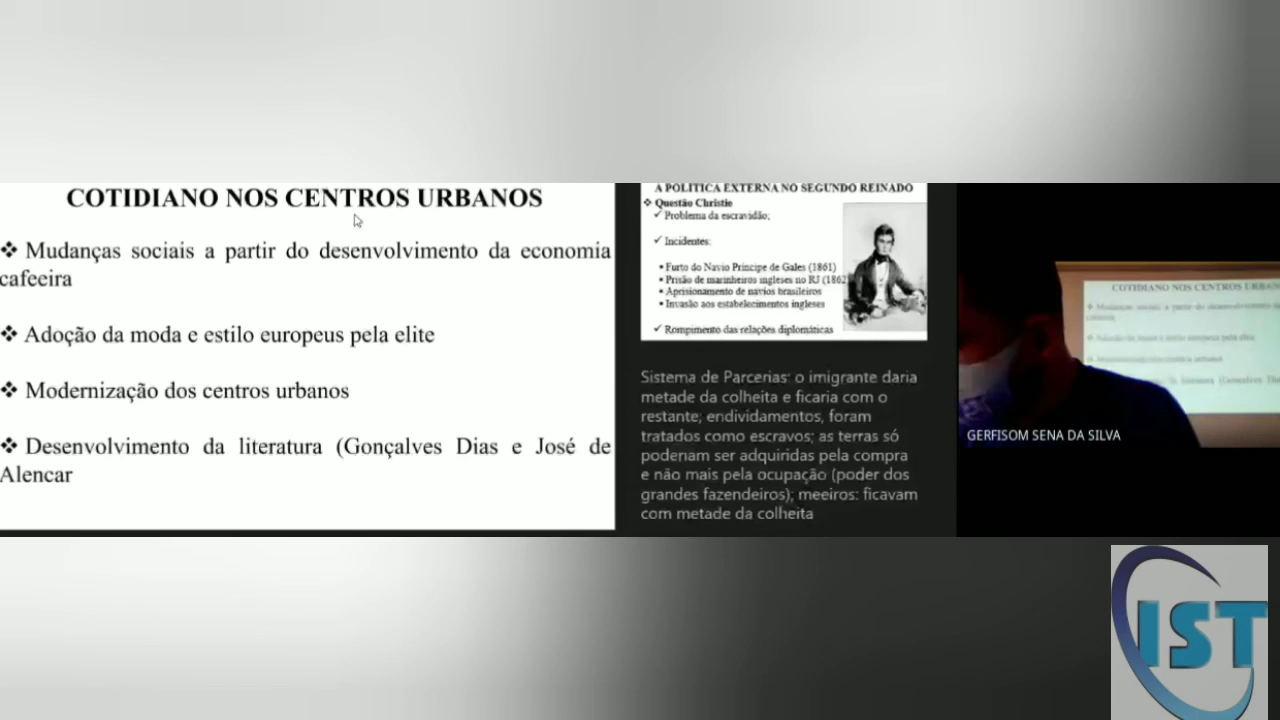 COTIDIANO NOS CENTROS URBANOS
❖ Mudanças sociais a partir do desenvolvimento da economia
cafeeira
❖ Adoção da moda e estilo europeus pela elite
❖ Modernização dos centros urbanos
❖ Desenvolvimento da literatura (Gonçalves Dias e José de
Alencar
A POLÍTICA EXTERNA NO SEGUNDO REINADO
❖ Questão Christie
✓ Problema da escravidão;
✓ Incidentes:
▪ Furto do Navio Príncipe de Gales (1861)
▪ Prisão de marinheiros ingleses no RJ (1862
▪ Aprisionamento de navios brasileiros
▪ Invasão aos estabelecimentos ingleses
✓ Rompimento das relações diplomáticas
Sistema de Parcerias: o imigrante daria
metade da colheita e ficaria com o
restante; endividamentos, foram
tratados como escravos; as terras só
poderiam ser adquiridas pela compra
e não mais pela ocupação (poder dos
grandes fazendeiros); meeiros: ficavam
com metade da colheita
COTIDIANO NOS CENTROS URBAN
GERFISOM SENA DA SILVA
IST